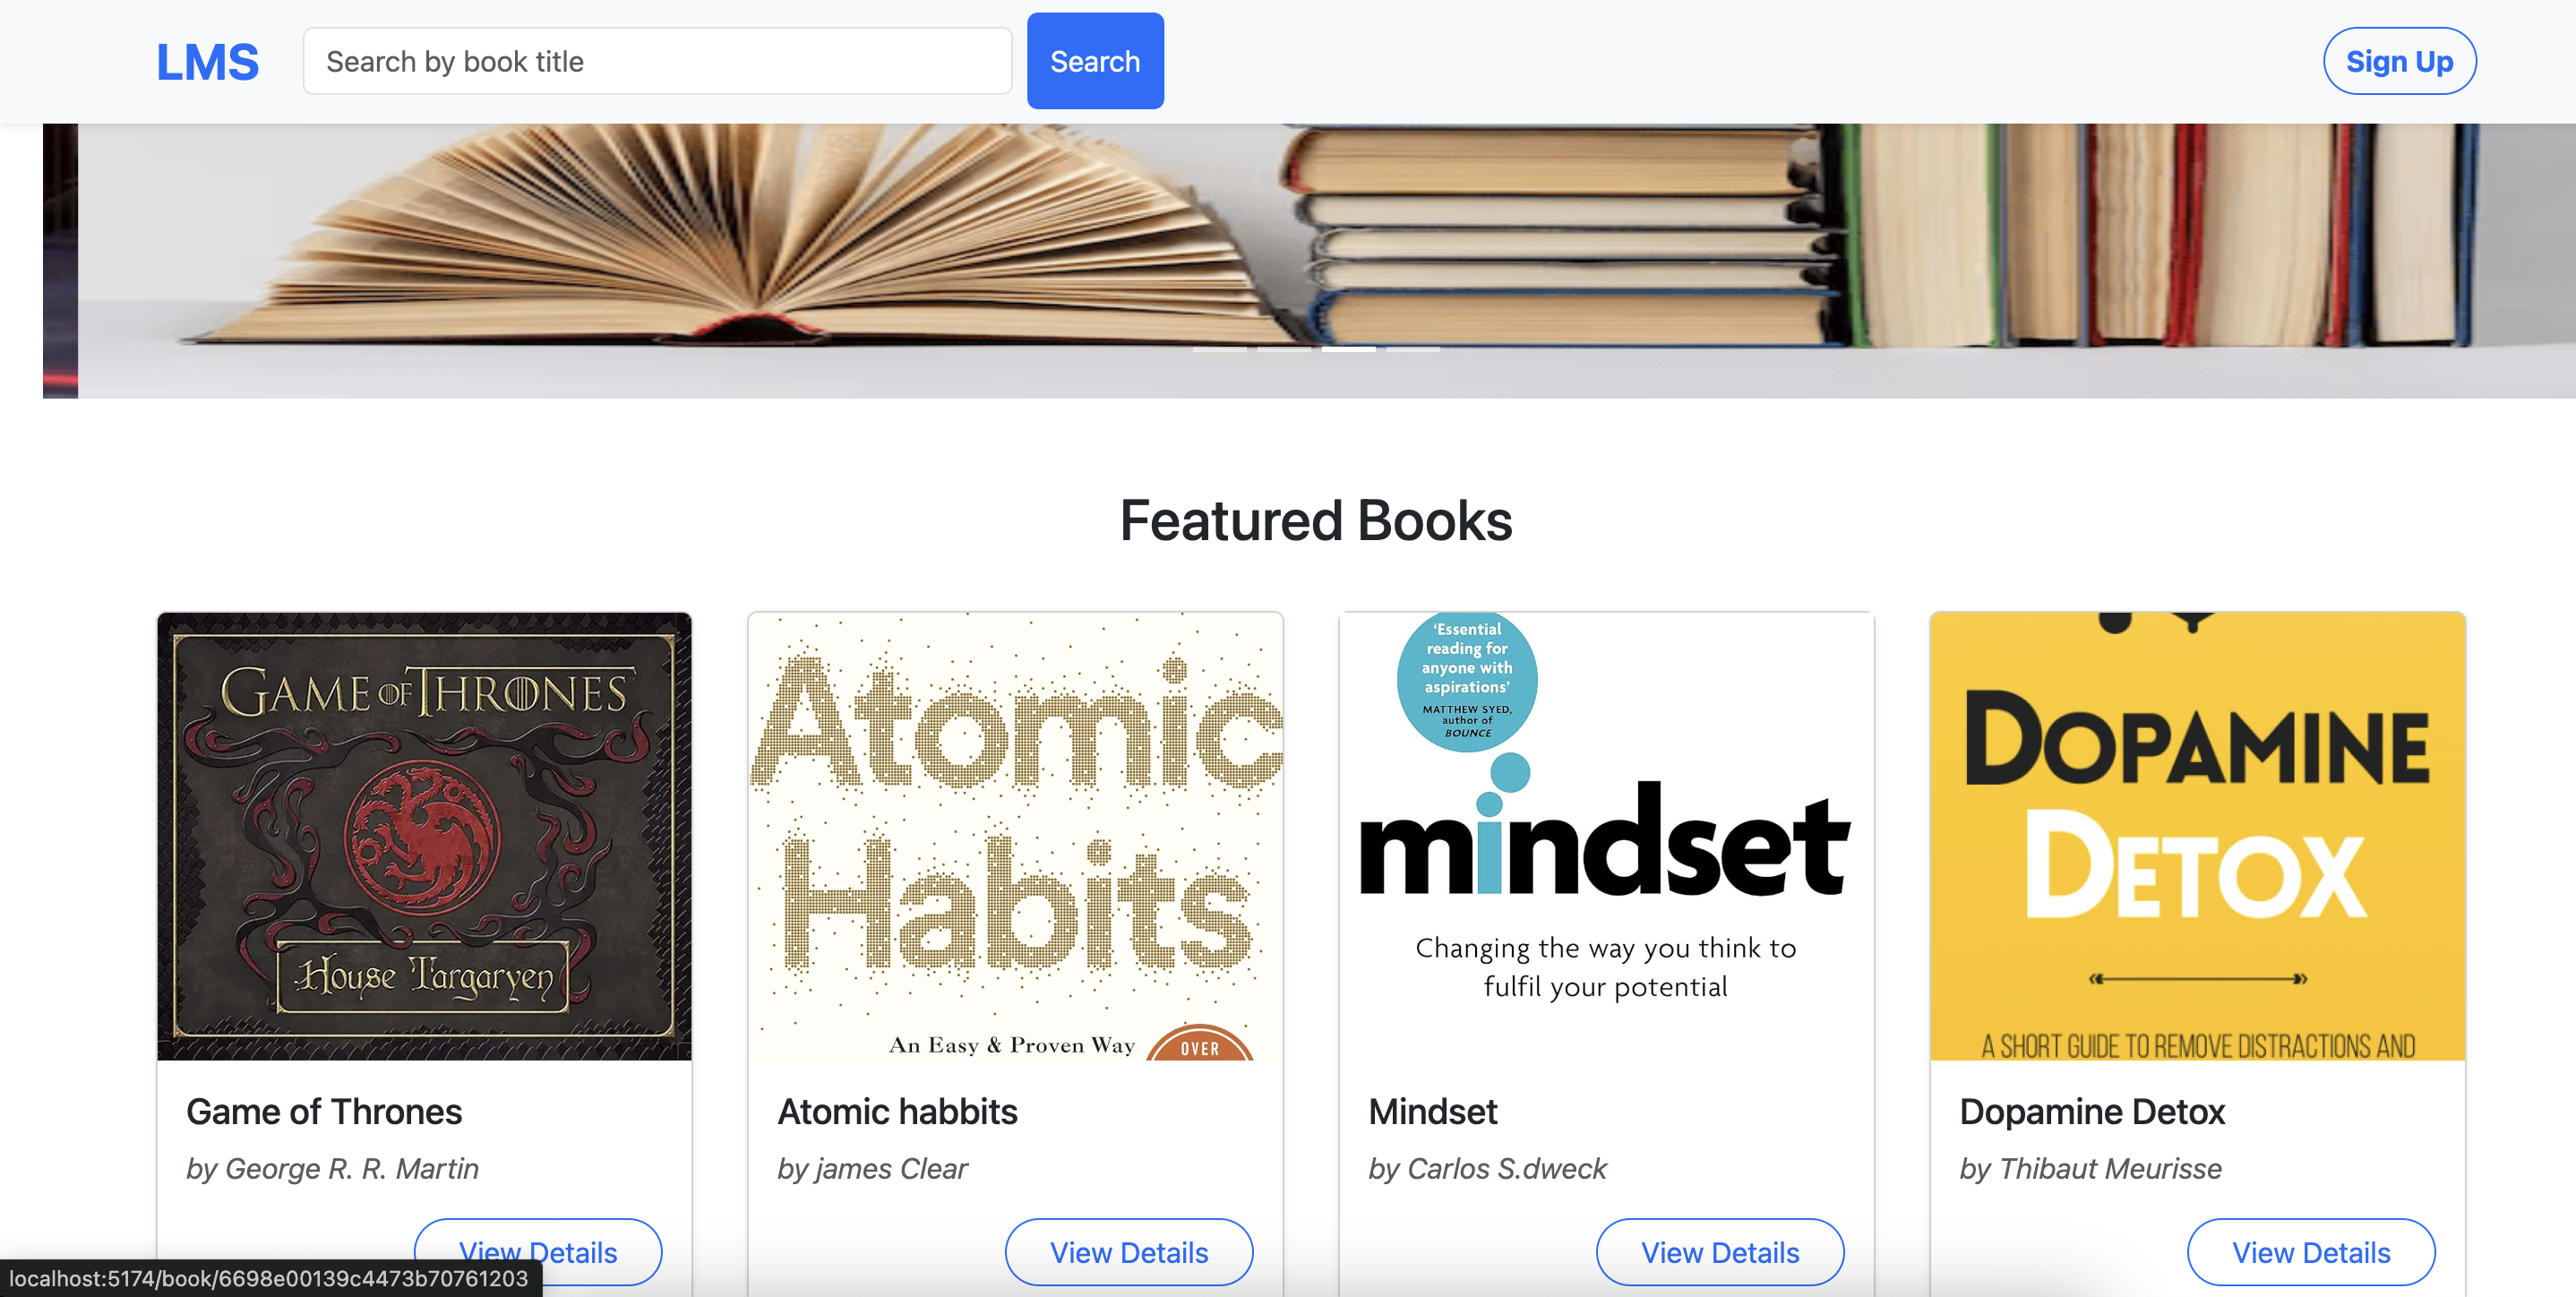 LMS
Search by book title
Search
Sign Up
Featured Books
GAME OF THRONES
House Targaryen
Atomic
Habits
An Easy & Proven Way
OVER
‘Essential
reading for
anyone with
aspirations’
MATTHEW SYED,
author of
BOUNCE
mindset
Changing the way you think to
fulfil your potential
DOPAMINE
DETOX
A SHORT GUIDE TO REMOVE DISTRACTIONS AND
Game of Thrones
by George R. R. Martin
View Details
Atomic habbits
by james Clear
View Details
Mindset
by Carlos S.dweck
View Details
Dopamine Detox
by Thibaut Meurisse
View Details
localhost:5174/book/6698e00139c4473b70761203